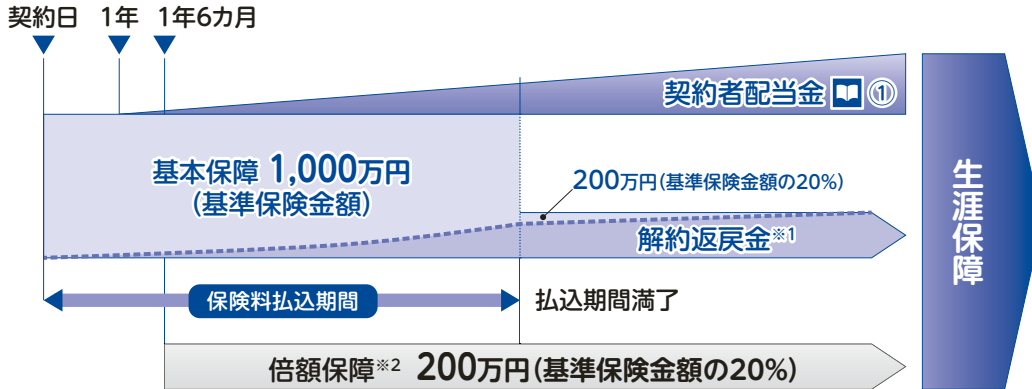 契約日 1年 1年6カ月
契約者配当金 ①
基本保障 1,000万円
(基準保険金額)
200万円(基準保険金額の20%)
解約返戻金※1
生涯保障
保険料払込期間
払込期間満了
倍額保障※2 200万円(基準保険金額の20%)